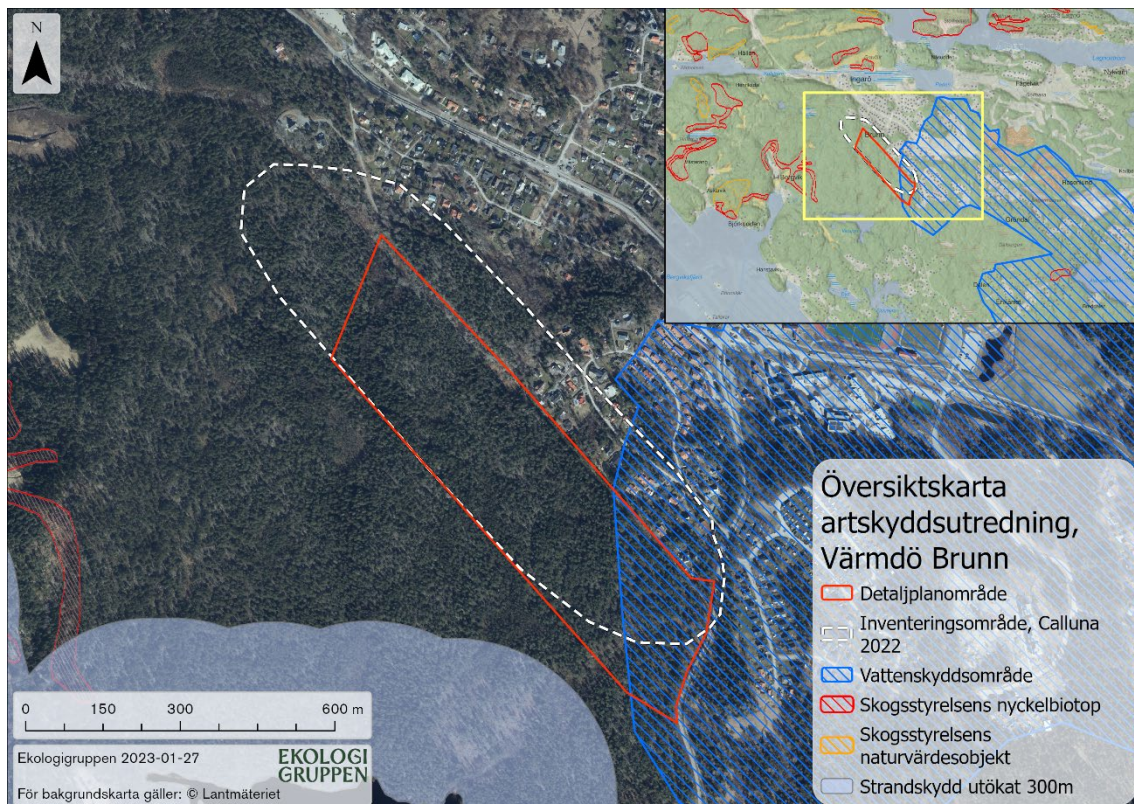 N
Ingarö
Brunn
Översiktskarta
artskyddsutredning,
Värmdö Brunn
Detaljplanområde
Inventeringsområde, Calluna
2022
Vattenskyddsområde
Skogsstyrelsens nyckelbiotop
Skogsstyrelsens
naturvärdesobjekt
Strandskydd utökat 300m
0 150 300 600 m
Ekologigruppen 2023-01-27
EKOLOGI
GRUPPEN
För bakgrundskarta gäller: © Lantmäteriet